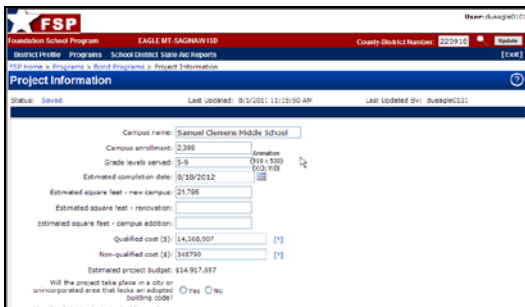 FSP
User: dueagle0101
Foundation School Program EAGLE MT-SAGINAW ISD County-District Number: 220918 Update
District Profile Programs School District State Aid Reports [Exit]
FSP Home > Programs > Bond Programs > Project Information
Project Information ?
Status: Saved Last Updated: 8/1/2011 11:15:50 AM Last Updated By: dueagle0101
Campus name: Samuel Clemens Middle School
Campus enrollment: 2,398
Grade levels served: 5-9
Animation
Estimated completion date: 8/18/2012
Estimated square feet - new campus: 21,786
Estimated square feet - renovation:
Estimated square feet - campus addition:
Qualified cost ($): 14,568,907 [?]
Non-qualified cost ($): 348790 [?]
Estimated project budget: $14,917,697
Will the project take place in a city or
unincorporated area that lacks an adopted Yes No
building code?